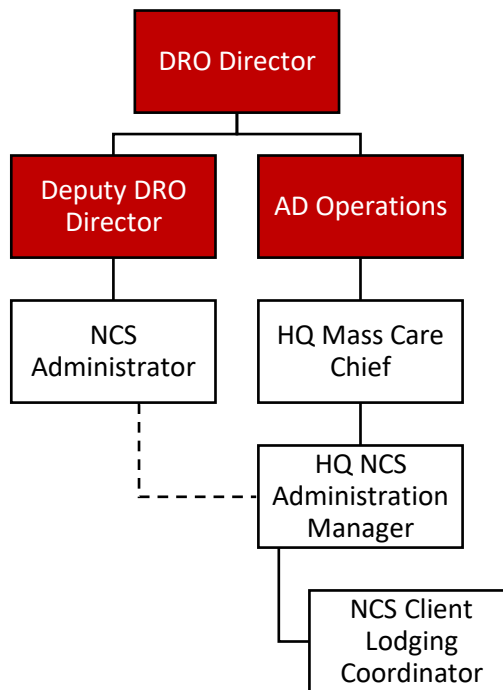 DRO Director
Deputy DRO
Director
AD Operations
NCS
Administrator
HQ Mass Care
Chief
HQ NCS
Administration
Manager
NCS Client
Lodging
Coordinator